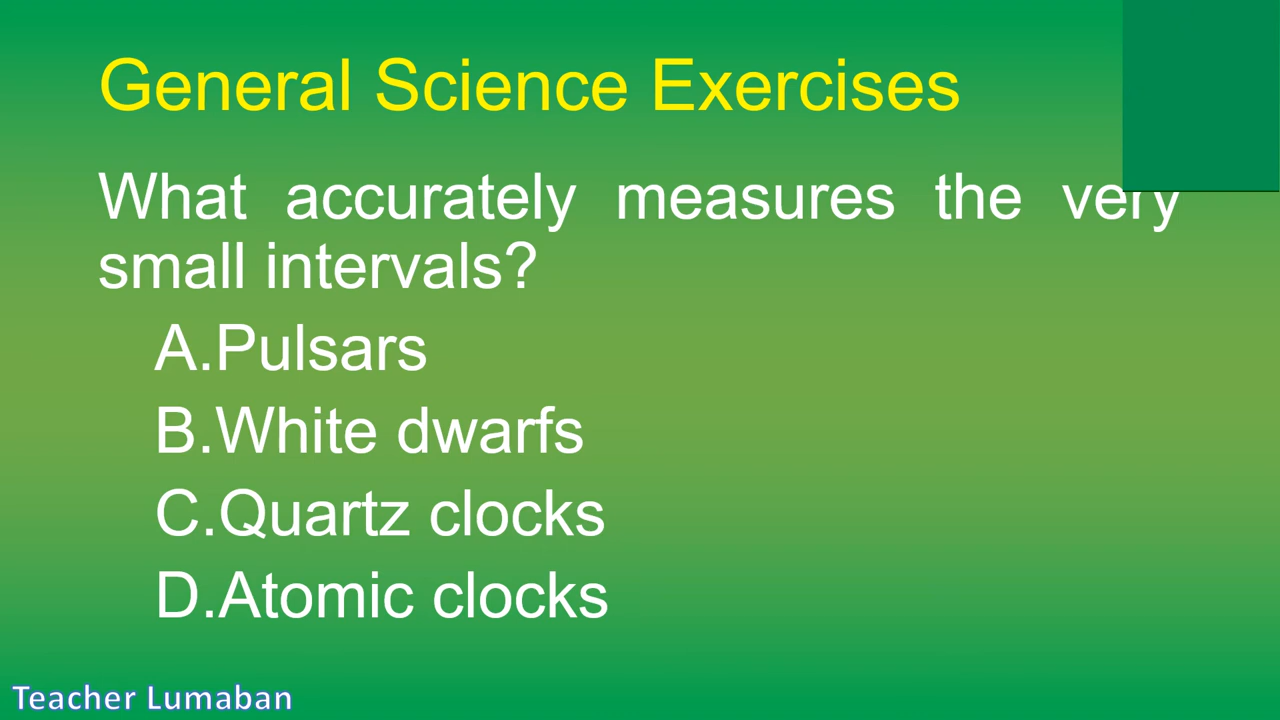 General Science Exercises
What accurately measures the very
small intervals?
A.Pulsars
B.White dwarfs
C.Quartz clocks
D.Atomic clocks
Teacher Lumaban